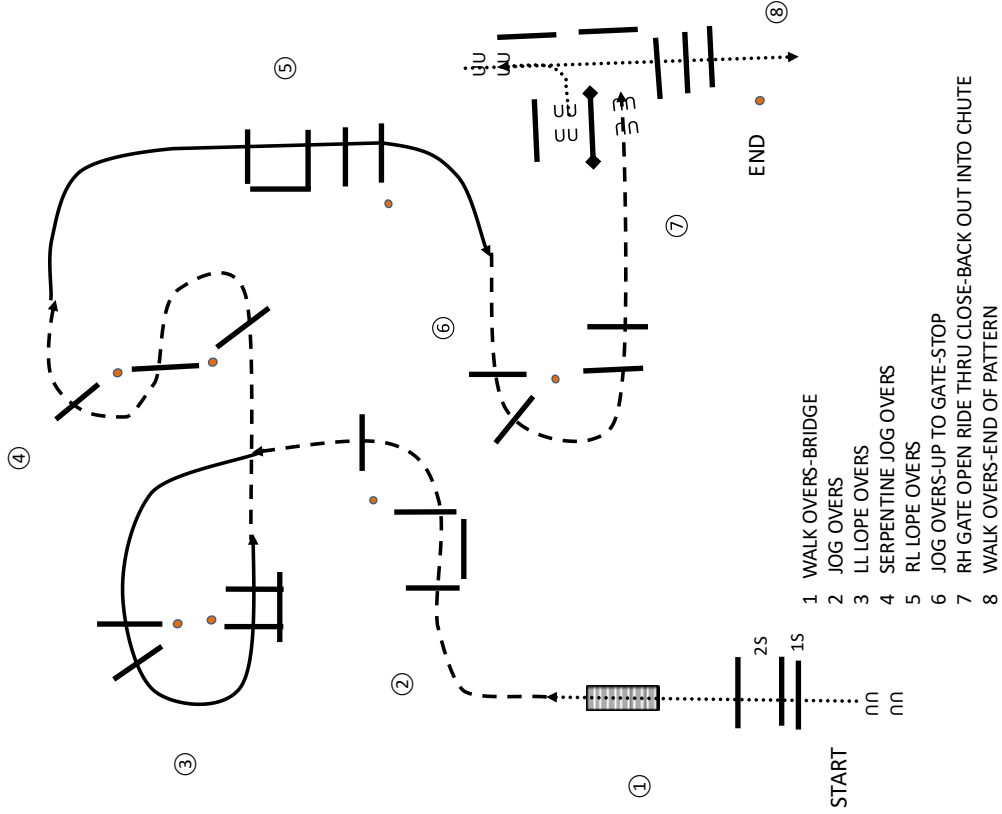 ④
③
⑤
⑧
⑥
⑦
②
①
END
2S
1S
START
1 WALK OVERS-BRIDGE
2 JOG OVERS
3 LL LOPE OVERS
4 SERPENTINE JOG OVERS
5 RL LOPE OVERS
6 JOG OVERS-UP TO GATE-STOP
7 RH GATE OPEN RIDE THRU CLOSE-BACK OUT INTO CHUTE
8 WALK OVERS-END OF PATTERN